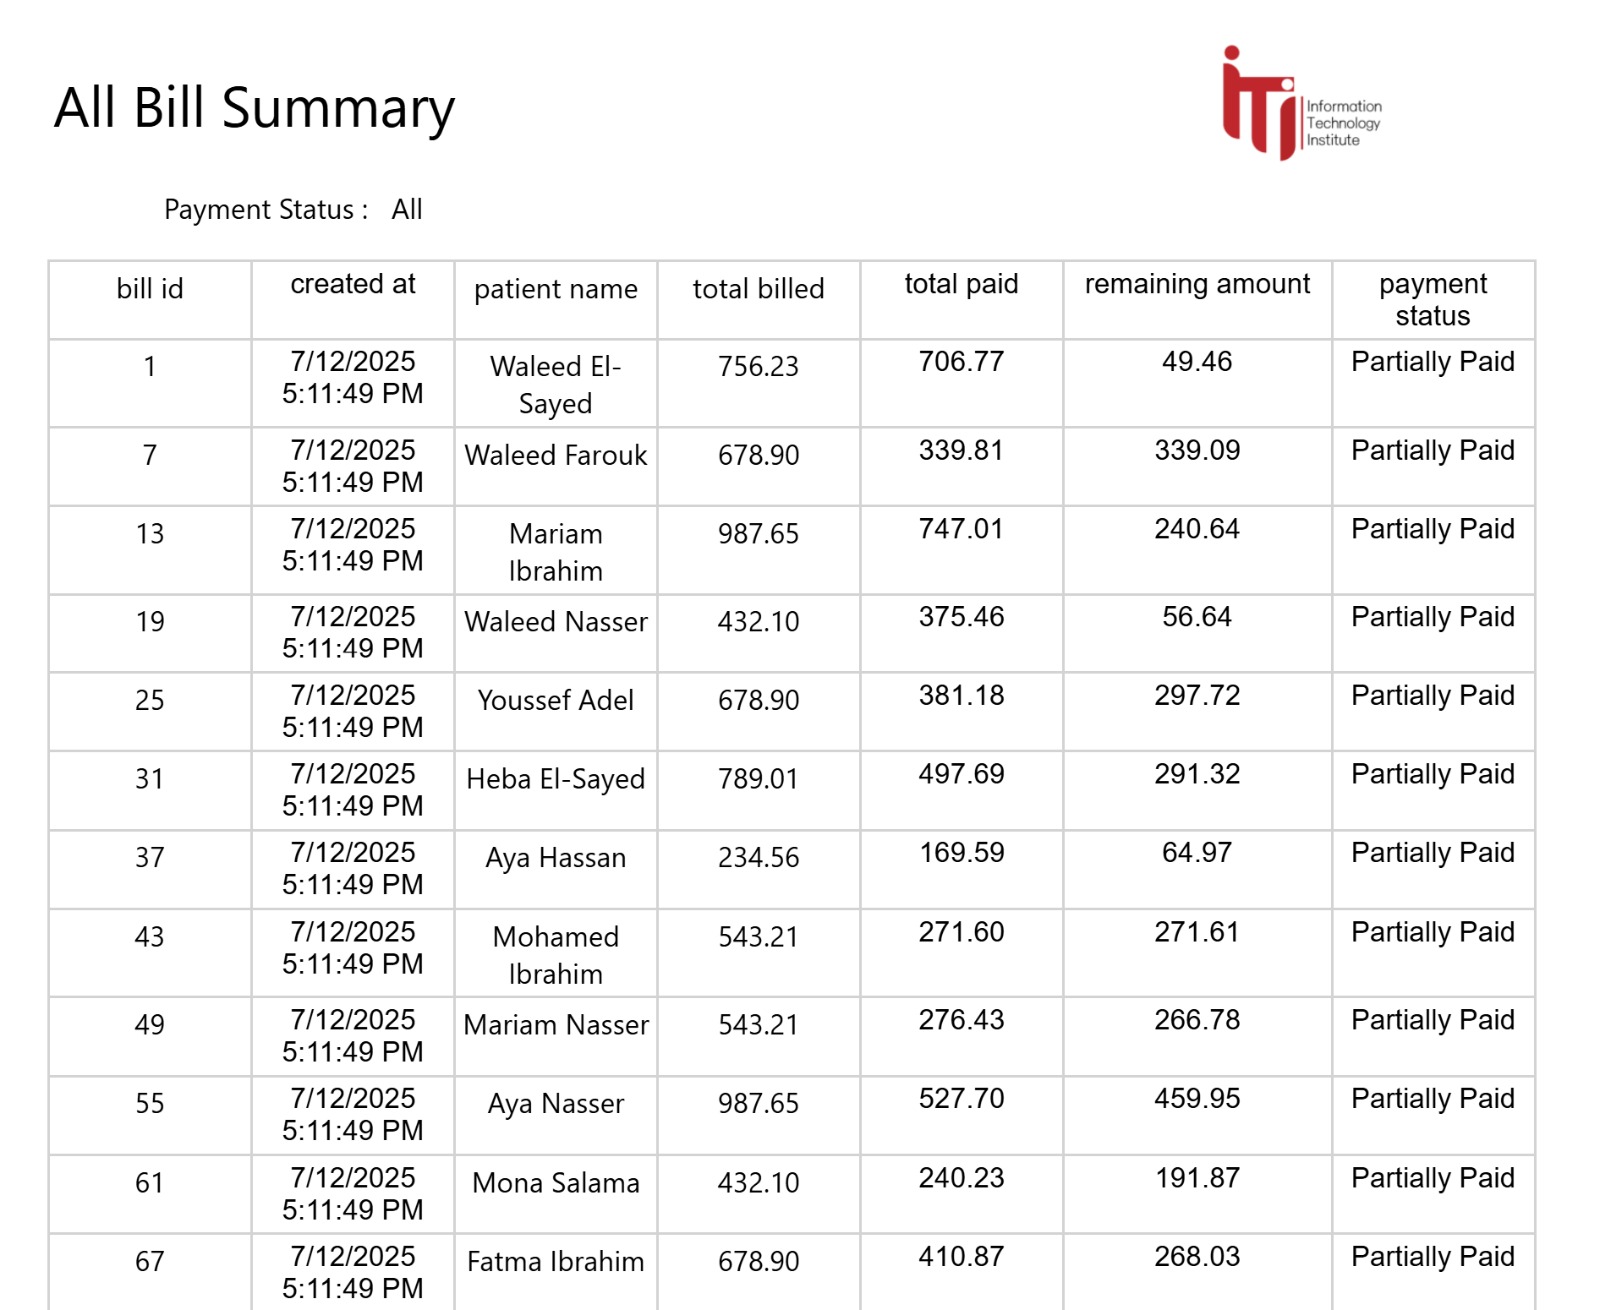 Information
Technology
Institute
All Bill Summary
Payment Status : All
bill id created at patient name total billed total paid remaining amount payment status
1 7/12/2025 5:11:49 PM Waleed El-Sayed 756.23 706.77 49.46 Partially Paid
7 7/12/2025 5:11:49 PM Waleed Farouk 678.90 339.81 339.09 Partially Paid
13 7/12/2025 5:11:49 PM Mariam Ibrahim 987.65 747.01 240.64 Partially Paid
19 7/12/2025 5:11:49 PM Waleed Nasser 432.10 375.46 56.64 Partially Paid
25 7/12/2025 5:11:49 PM Youssef Adel 678.90 381.18 297.72 Partially Paid
31 7/12/2025 5:11:49 PM Heba El-Sayed 789.01 497.69 291.32 Partially Paid
37 7/12/2025 5:11:49 PM Aya Hassan 234.56 169.59 64.97 Partially Paid
43 7/12/2025 5:11:49 PM Mohamed Ibrahim 543.21 271.60 271.61 Partially Paid
49 7/12/2025 5:11:49 PM Mariam Nasser 543.21 276.43 266.78 Partially Paid
55 7/12/2025 5:11:49 PM Aya Nasser 987.65 527.70 459.95 Partially Paid
61 7/12/2025 5:11:49 PM Mona Salama 432.10 240.23 191.87 Partially Paid
67 7/12/2025 5:11:49 PM Fatma Ibrahim 678.90 410.87 268.03 Partially Paid